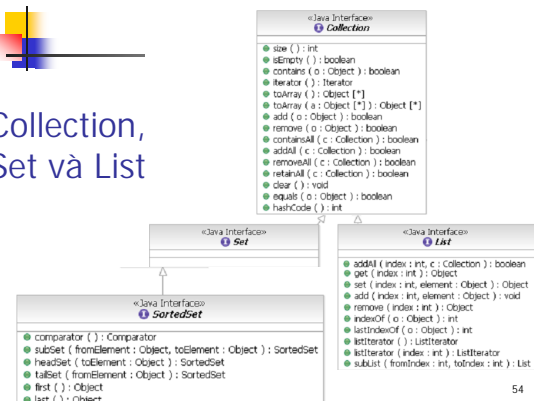 Collection,
Set và List
«Java Interface»
Collection
size ( ) : int
isEmpty ( ) : boolean
contains ( o : Object ) : boolean
iterator ( ) : Iterator
toArray ( ) : Object [*]
toArray ( a : Object [*] ) : Object [*]
add ( o : Object ) : boolean
remove ( o : Object ) : boolean
containsAll ( c : Collection ) : boolean
addAll ( c : Collection ) : boolean
removeAll ( c : Collection ) : boolean
retainAll ( c : Collection ) : boolean
clear ( ) : void
equals ( o : Object ) : boolean
hashCode ( ) : int
«Java Interface»
Set
«Java Interface»
List
addAll ( index : int, c : Collection ) : boolean
get ( index : int ) : Object
set ( index : int, element : Object ) : Object
add ( index : int, element : Object ) : void
remove ( index : int ) : Object
indexOf ( o : Object ) : int
lastIndexOf ( o : Object ) : int
listIterator ( ) : ListIterator
listIterator ( index : int ) : ListIterator
subList ( fromIndex : int, toIndex : int ) : List
«Java Interface»
SortedSet
comparator ( ) : Comparator
subSet ( fromElement : Object, toElement : Object ) : SortedSet
headSet ( toElement : Object ) : SortedSet
tailSet ( fromElement : Object ) : SortedSet
first ( ) : Object
last ( ) : Object
54